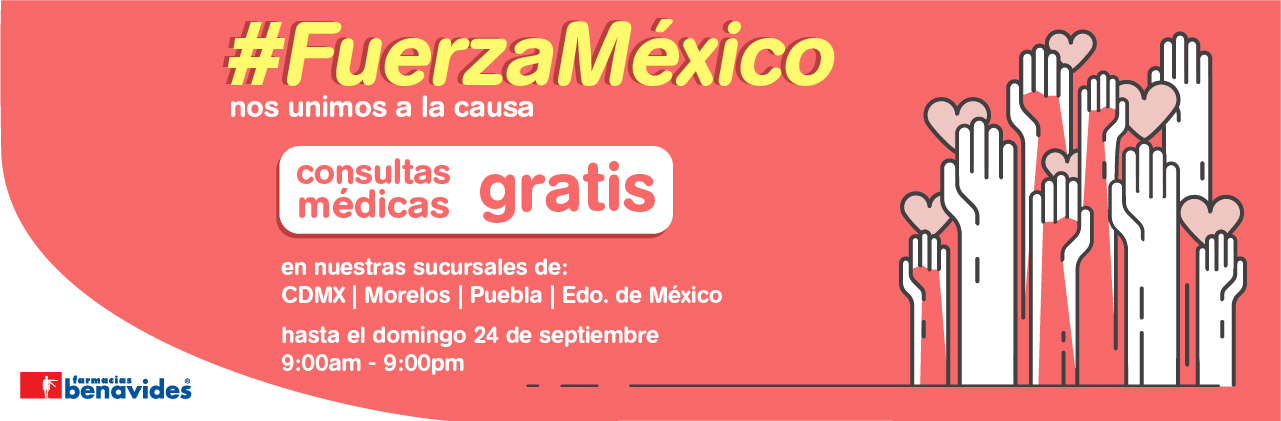 #FuerzaMéxico
nos unimos a la causa
consultas
médicas
gratis
en nuestras sucursales de:
CDMX | Morelos | Puebla | Edo. de México
hasta el domingo 24 de septiembre
9:00am - 9:00pm
farmacias
benavides®